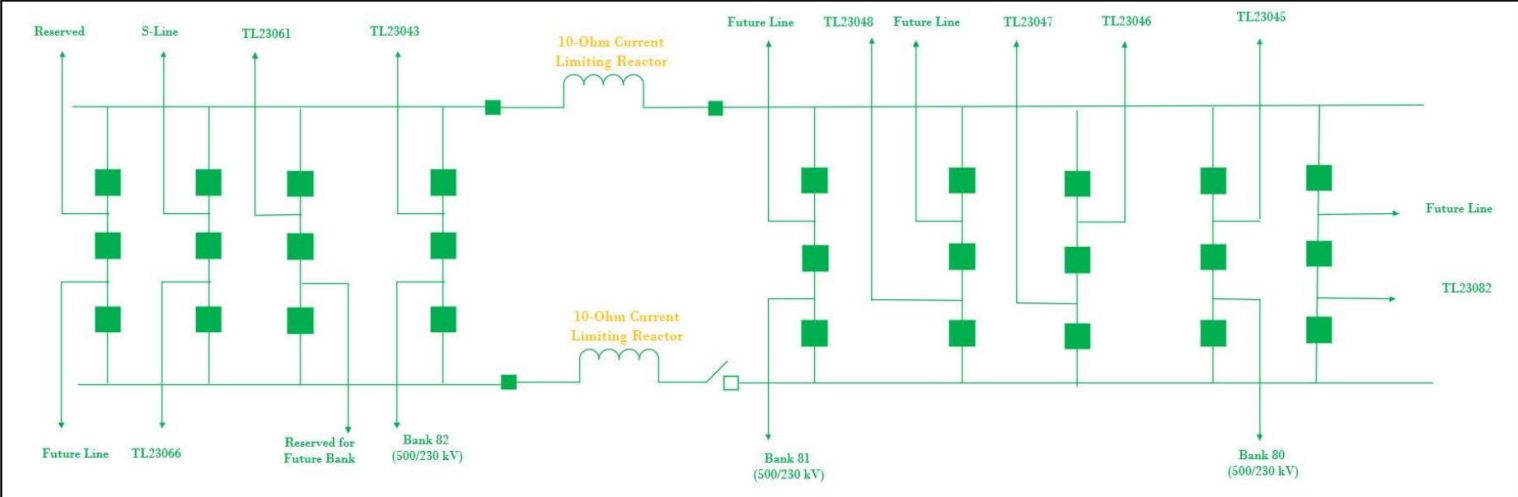 Reserved
S-Line
TL23061
TL23043
10-Ohm Current
Limiting Reactor
Future Line
TL23048
Future Line
TL23047
TL23046
TL23045
Future Line
TL23082
10-Ohm Current
Limiting Reactor
Future Line
TL23066
Reserved for
Future Bank
Bank 82
(500/230 kV)
Bank 81
(500/230 kV)
Bank 80
(500/230 kV)